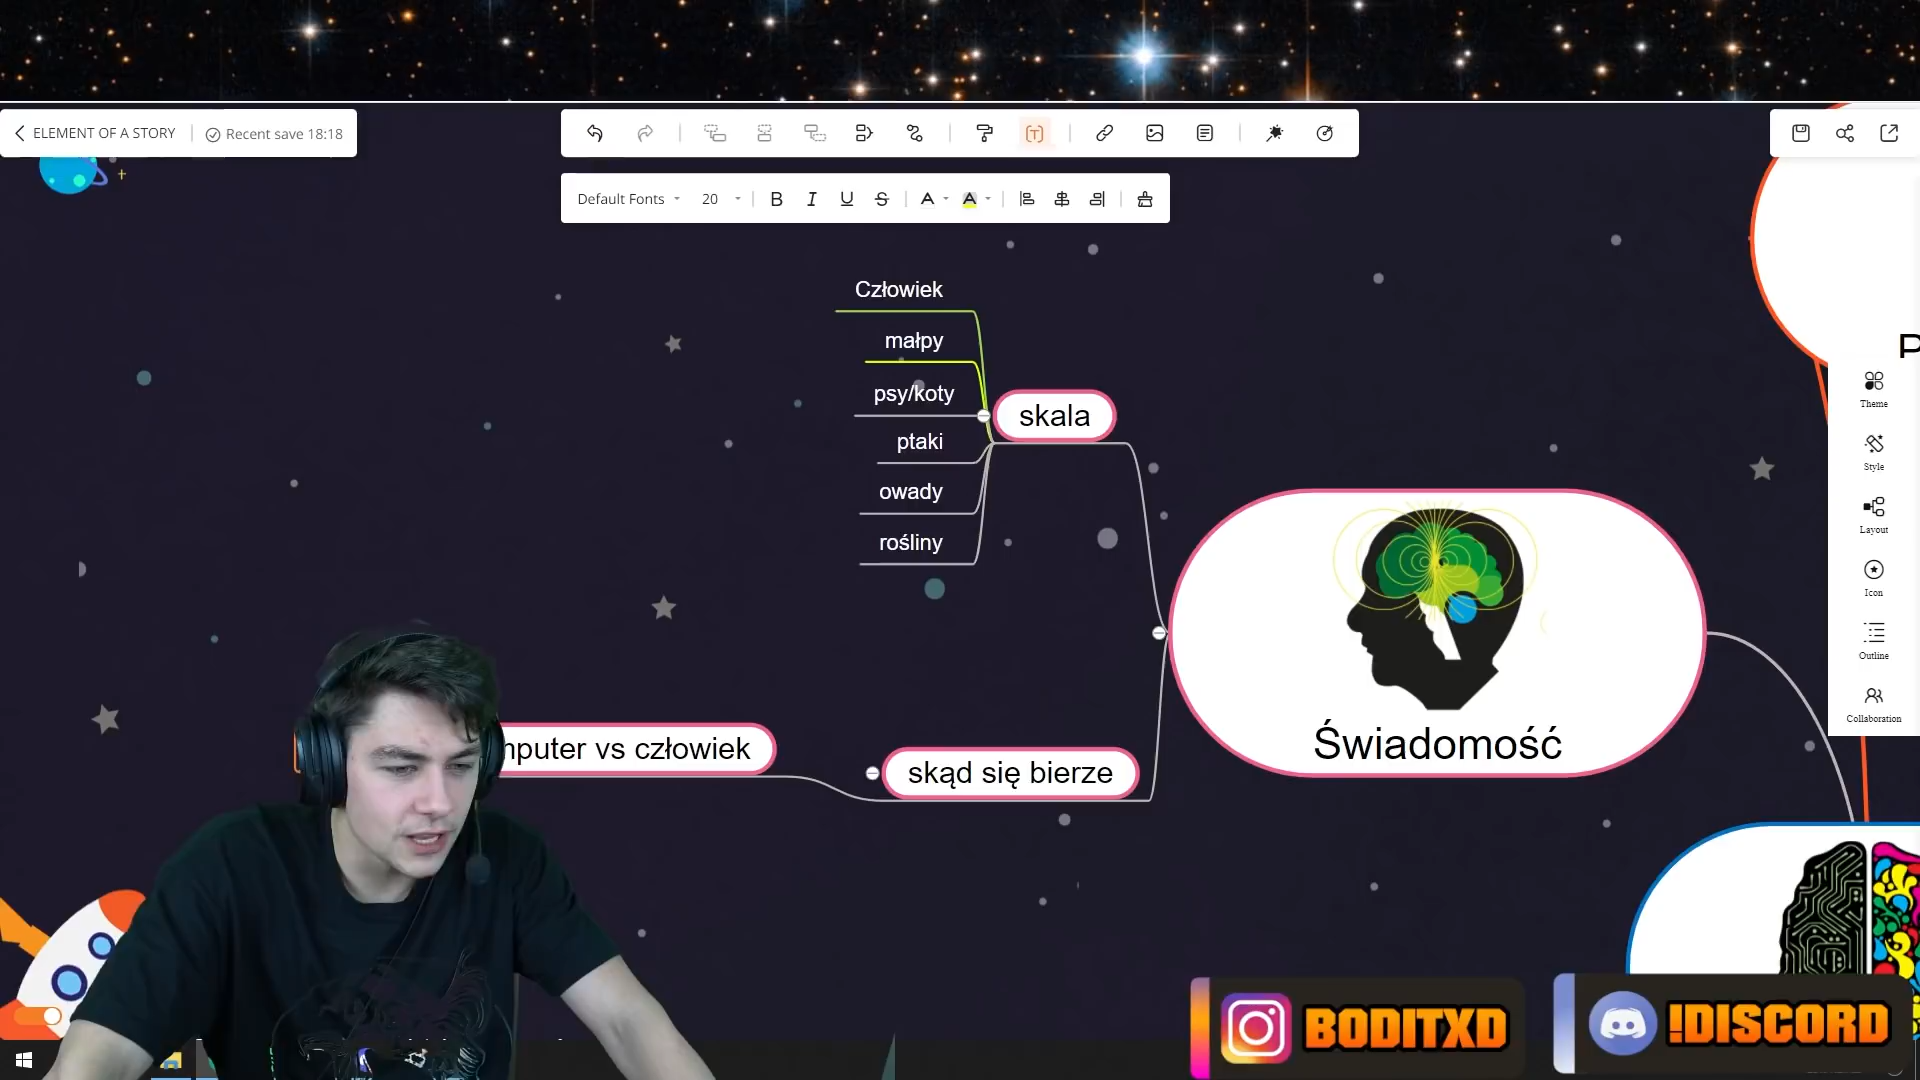 ELEMENT OF A STORY
Recent save 18:18
Default Fonts
20
Człowiek
małpy
psy/koty
ptaki
owady
rośliny
skala
Theme
Style
Layout
Icon
Outline
Collaboration
Świadomość
vs człowiek
skąd się bierze
BODITXD
!DISCORD